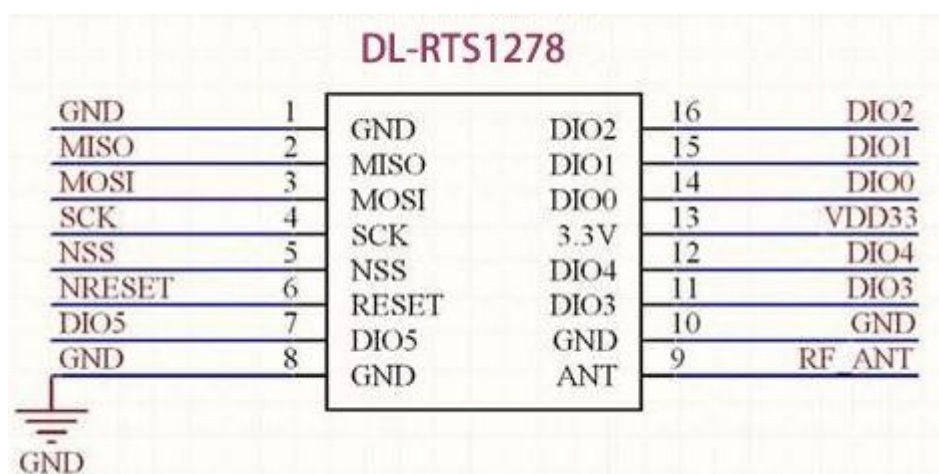 DL-RTS1278
GND 1 GND DIO2 16 DIO2
MISO 2 MISO DIO1 15 DIO1
MOSI 3 MOSI DIO0 14 DIO0
SCK 4 SCK 3.3V 13 VDD33
NSS 5 NSS DIO4 12 DIO4
NRESET 6 RESET DIO3 11 DIO3
DIO5 7 DIO5 GND 10 GND
GND 8 GND ANT 9 RF_ANT
GND